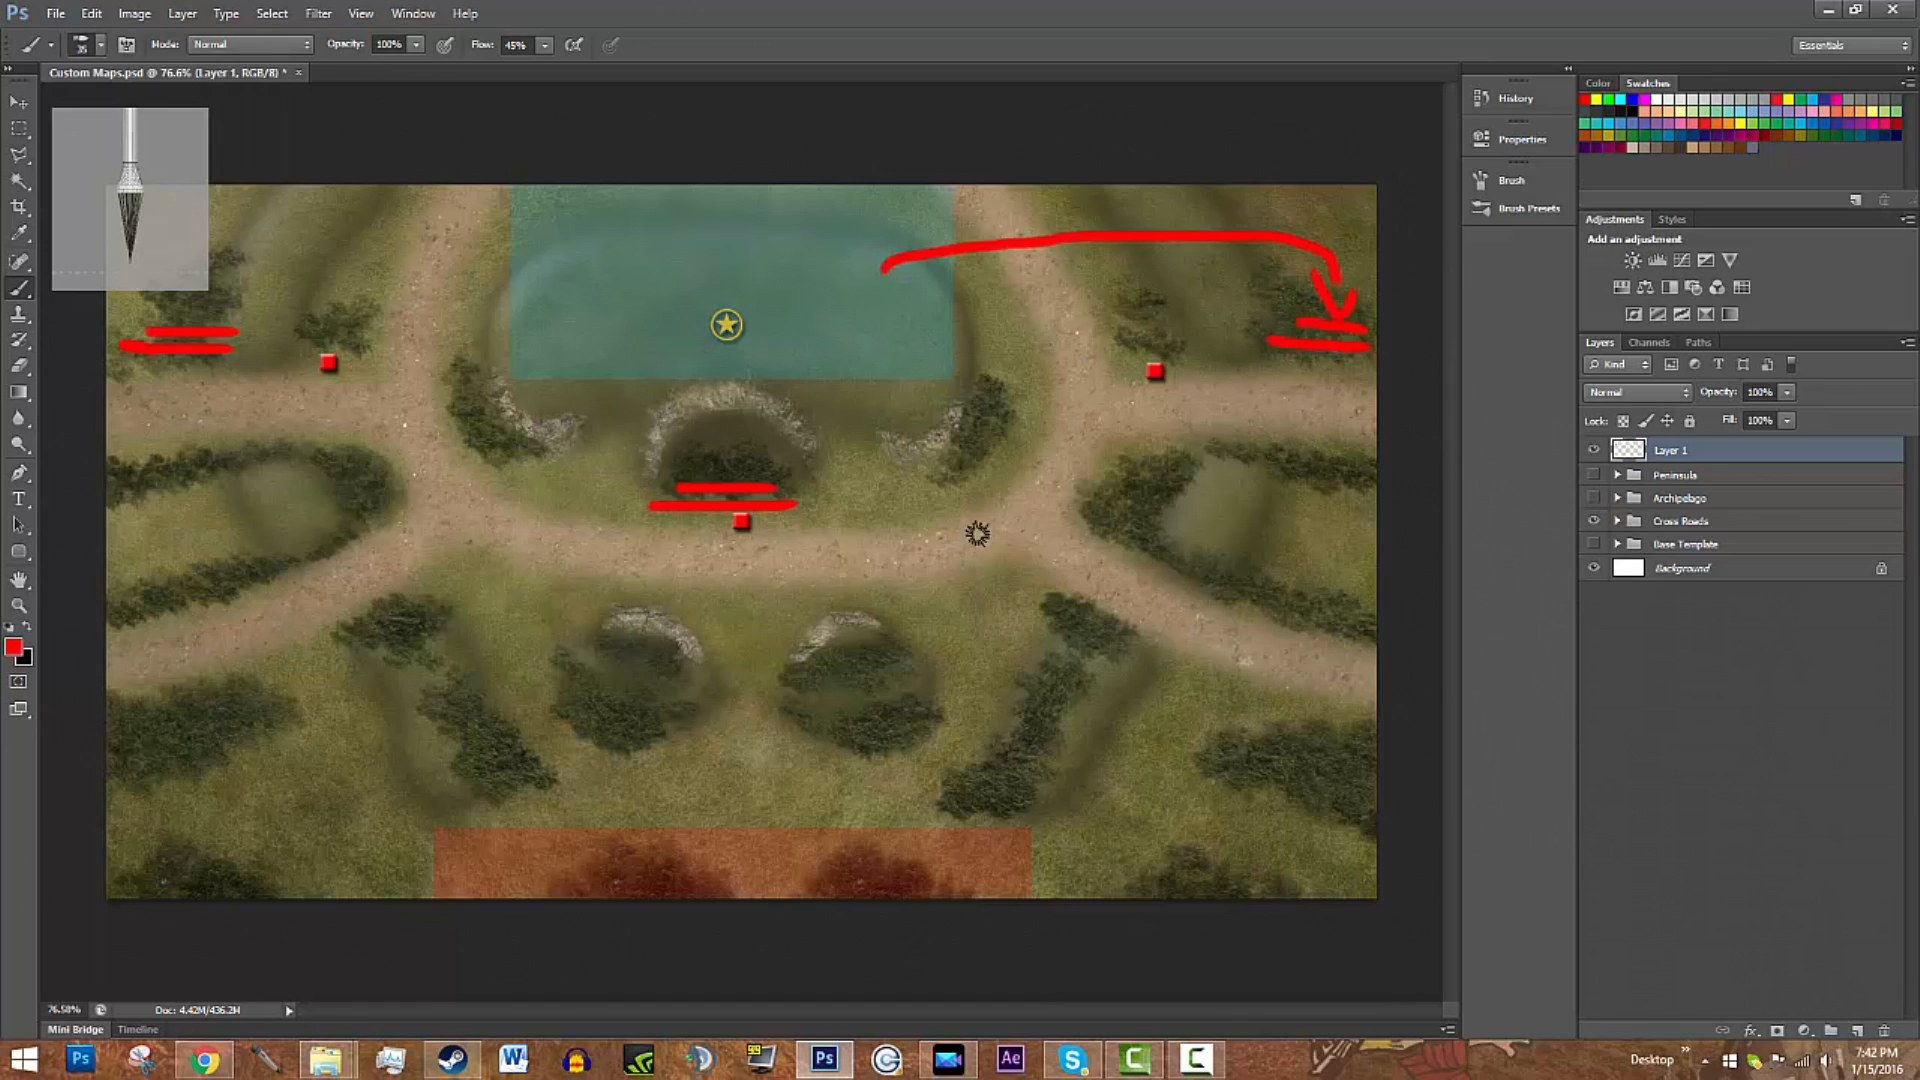 Ps File Edit Image Layer Type Select Filter View Window Help
35 Mode: Normal Opacity: 100% Flow: 45% Essentials
Custom Maps.psd @ 76.6% (Layer 1, RGB/8) *
History
Properties
Brush
Brush Presets
Color Swatches
Adjustments Styles
Add an adjustment
Layers Channels Paths
Kind
Normal Opacity: 100%
Lock: Fill: 100%
Layer 1
Peninsula
Archipelago
Cross Roads
Base Template
Background
76.58% Doc: 4.42M/436.2M
Mini Bridge Timeline
Desktop
7:42 PM
1/15/2016